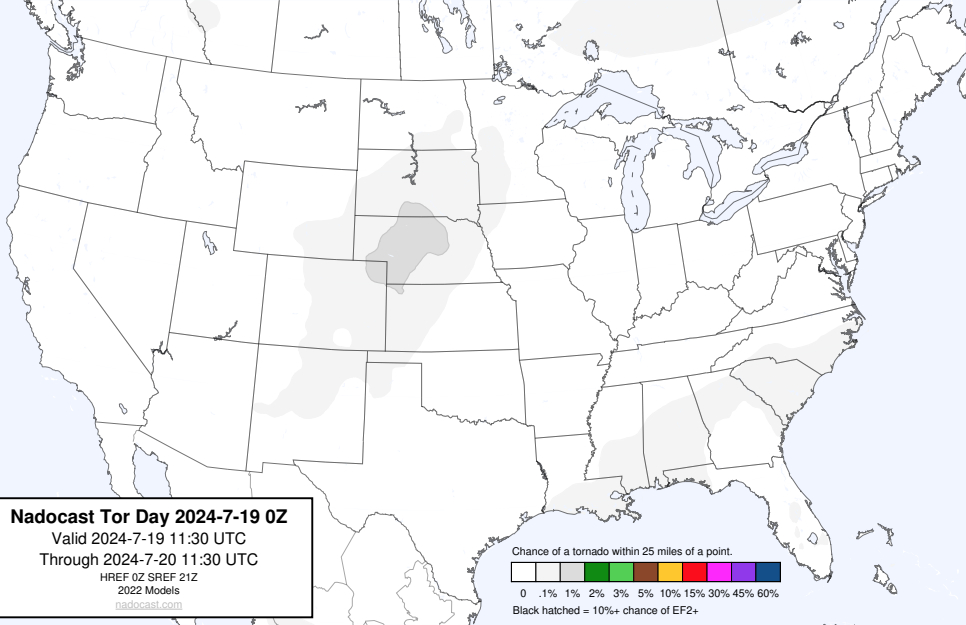 Nadocast Tor Day 2024-7-19 0Z
Valid 2024-7-19 11:30 UTC
Through 2024-7-20 11:30 UTC
HREF 0Z SREF 21Z
2022 Models
nadocast.com
Chance of a tornado within 25 miles of a point.
0 .1% 1% 2% 3% 5% 10% 15% 30% 45% 60%
Black hatched = 10%+ chance of EF2+